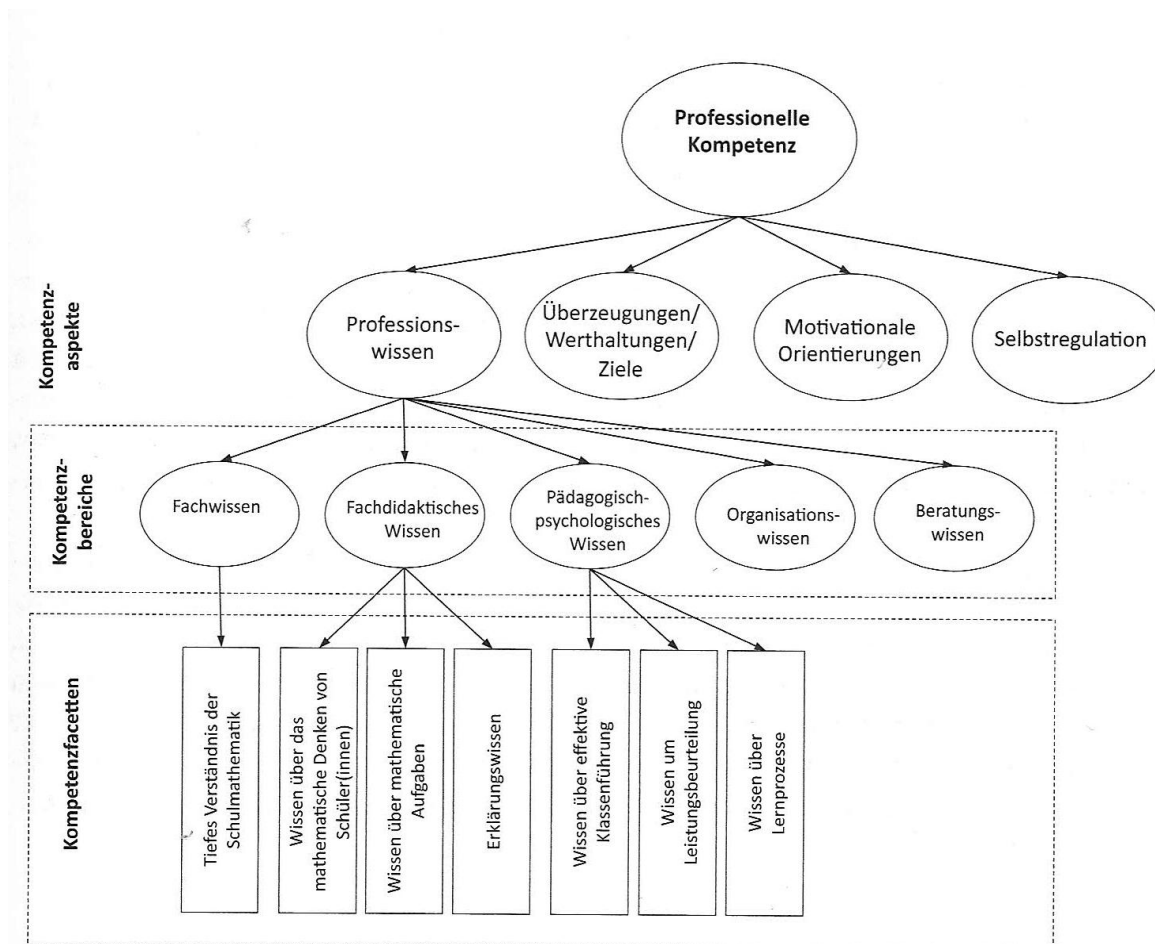 Professionelle
Kompetenz
Kompetenz-
aspekte
Professions-
wissen
Überzeugungen/
Werthaltungen/
Ziele
Motivationale
Orientierungen
Selbstregulation
Kompetenz-
bereiche
Fachwissen
Fachdidaktisches
Wissen
Pädagogisch-
psychologisches
Wissen
Organisations-
wissen
Beratungs-
wissen
Kompetenzfacetten
Tiefes Verständnis der
Schulmathematik
Wissen über das
mathematische Denken von
Schüler(innen)
Wissen über mathematische
Aufgaben
Erklärungswissen
Wissen über effektive
Klassenführung
Wissen um
Leistungsbeurteilung
Wissen über
Lernprozesse